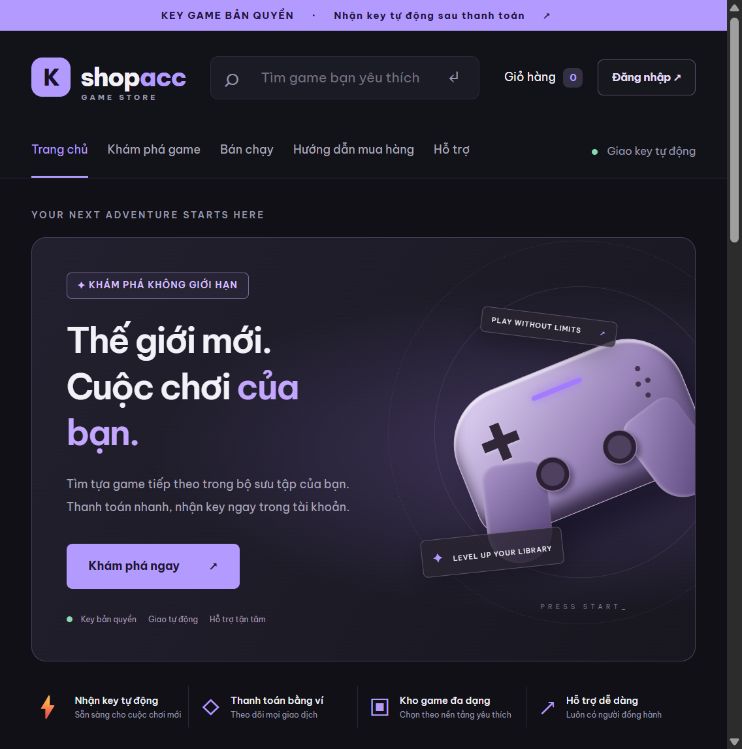 KEY GAME BẢN QUYỀN · Nhận key tự động sau thanh toán ↗
K shopacc
GAME STORE
Tìm game bạn yêu thích ↵
Giỏ hàng 0
Đăng nhập ↗
Trang chủ Khám phá game Bán chạy Hướng dẫn mua hàng Hỗ trợ
Giao key tự động
YOUR NEXT ADVENTURE STARTS HERE
✦ KHÁM PHÁ KHÔNG GIỚI HẠN
Thế giới mới.
Cuộc chơi của
bạn.
Tìm tựa game tiếp theo trong bộ sưu tập của bạn.
Thanh toán nhanh, nhận key ngay trong tài khoản.
Khám phá ngay ↗
Key bản quyền Giao tự động Hỗ trợ tận tâm
PLAY WITHOUT LIMITS ↗
✦ LEVEL UP YOUR LIBRARY
PRESS START_
Nhận key tự động
Sẵn sàng cho cuộc chơi mới
Thanh toán bằng ví
Theo dõi mọi giao dịch
Kho game đa dạng
Chọn theo nền tảng yêu thích
Hỗ trợ dễ dàng
Luôn có người đồng hành